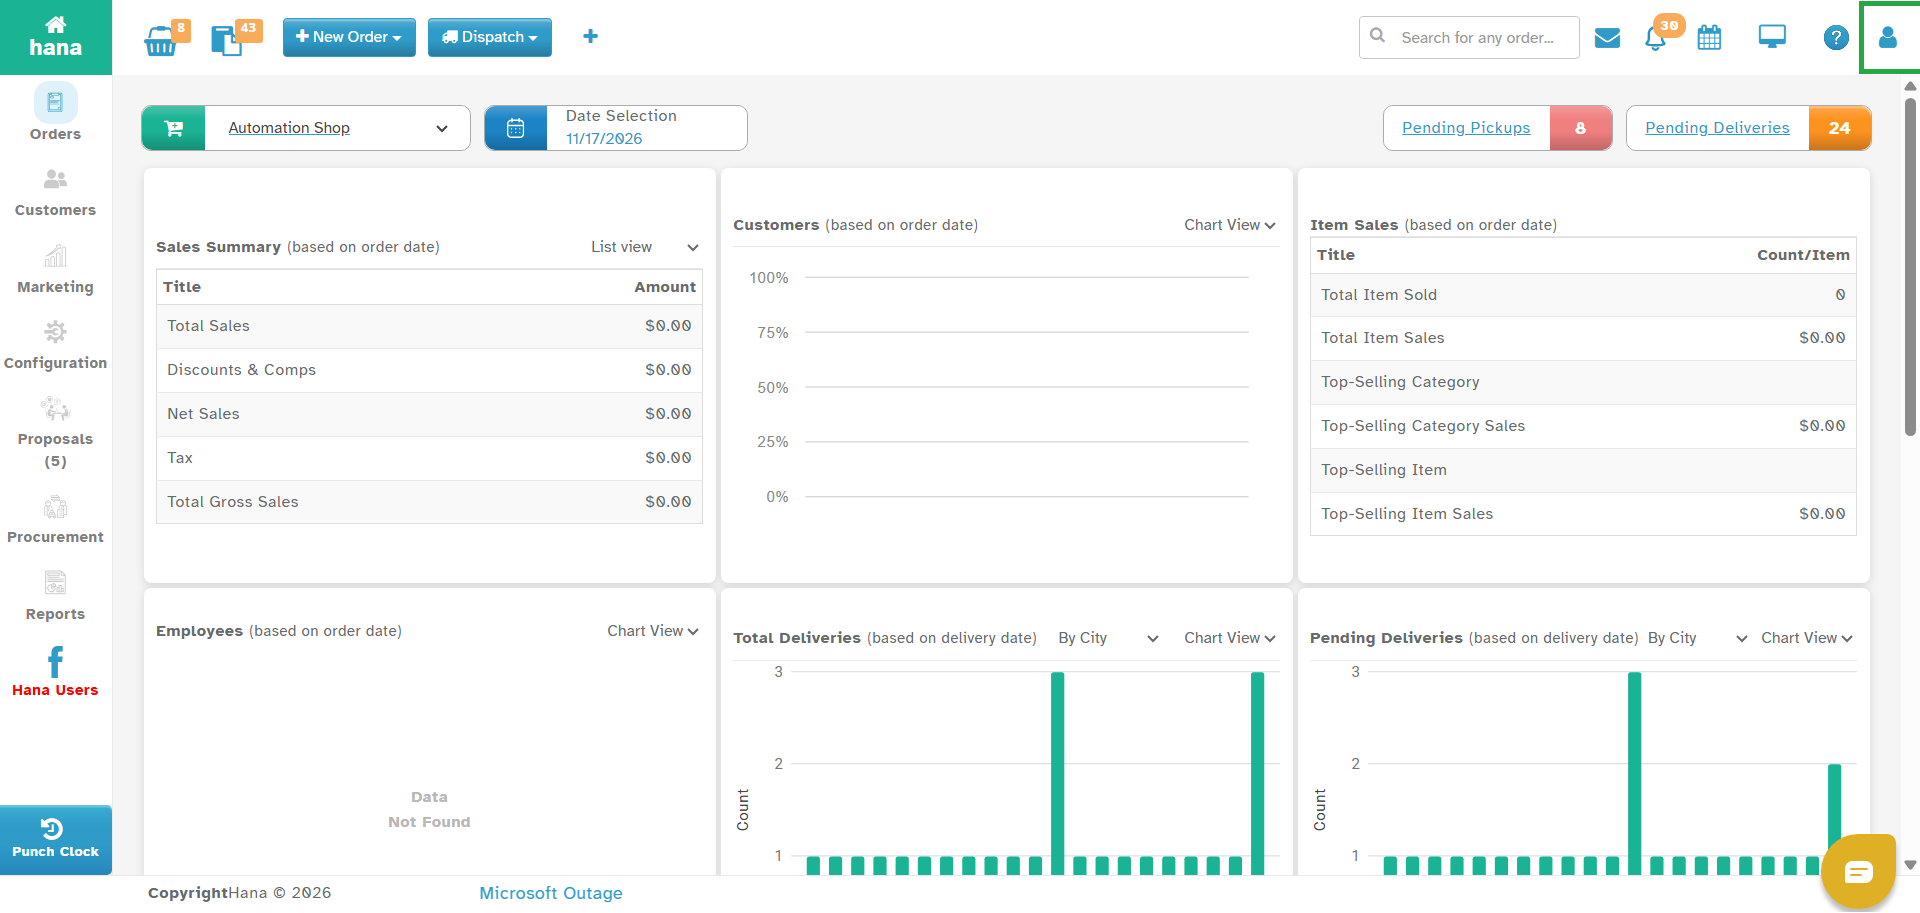 hana
8
43
New Order
Dispatch
Search for any order...
30
?
Orders
Customers
Marketing
Configuration
Proposals
(5)
Procurement
Reports
Hana Users
Punch Clock
Automation Shop
Date Selection
11/17/2026
Pending Pickups 8
Pending Deliveries 24
Sales Summary (based on order date) List view
Title Amount
Total Sales $0.00
Discounts & Comps $0.00
Net Sales $0.00
Tax $0.00
Total Gross Sales $0.00
Customers (based on order date) Chart View
100%
75%
50%
25%
0%
Item Sales (based on order date)
Title Count/Item
Total Item Sold 0
Total Item Sales $0.00
Top-Selling Category
Top-Selling Category Sales $0.00
Top-Selling Item
Top-Selling Item Sales $0.00
Employees (based on order date) Chart View
Data
Not Found
Total Deliveries (based on delivery date) By City Chart View
3
2
1
Count
Pending Deliveries (based on delivery date) By City Chart View
3
2
1
Count
CopyrightHana © 2026
Microsoft Outage